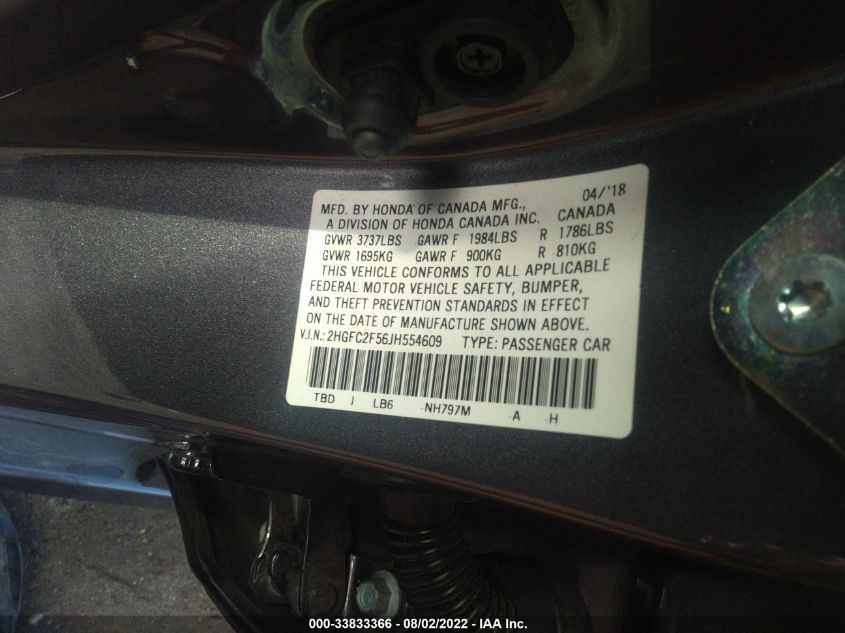 MFD. BY HONDA OF CANADA MFG., 04/'18
A DIVISION OF HONDA CANADA INC. CANADA
GVWR 3737LBS GAWR F 1984LBS R 1786LBS
GVWR 1695KG GAWR F 900KG R 810KG
THIS VEHICLE CONFORMS TO ALL APPLICABLE
FEDERAL MOTOR VEHICLE SAFETY, BUMPER,
AND THEFT PREVENTION STANDARDS IN EFFECT
ON THE DATE OF MANUFACTURE SHOWN ABOVE.
V.I.N.: 2HGFC2F56JH554609 TYPE: PASSENGER CAR
TBD J LB6 -NH797M -A -H
000-33833366 - 08/02/2022 - IAA Inc.